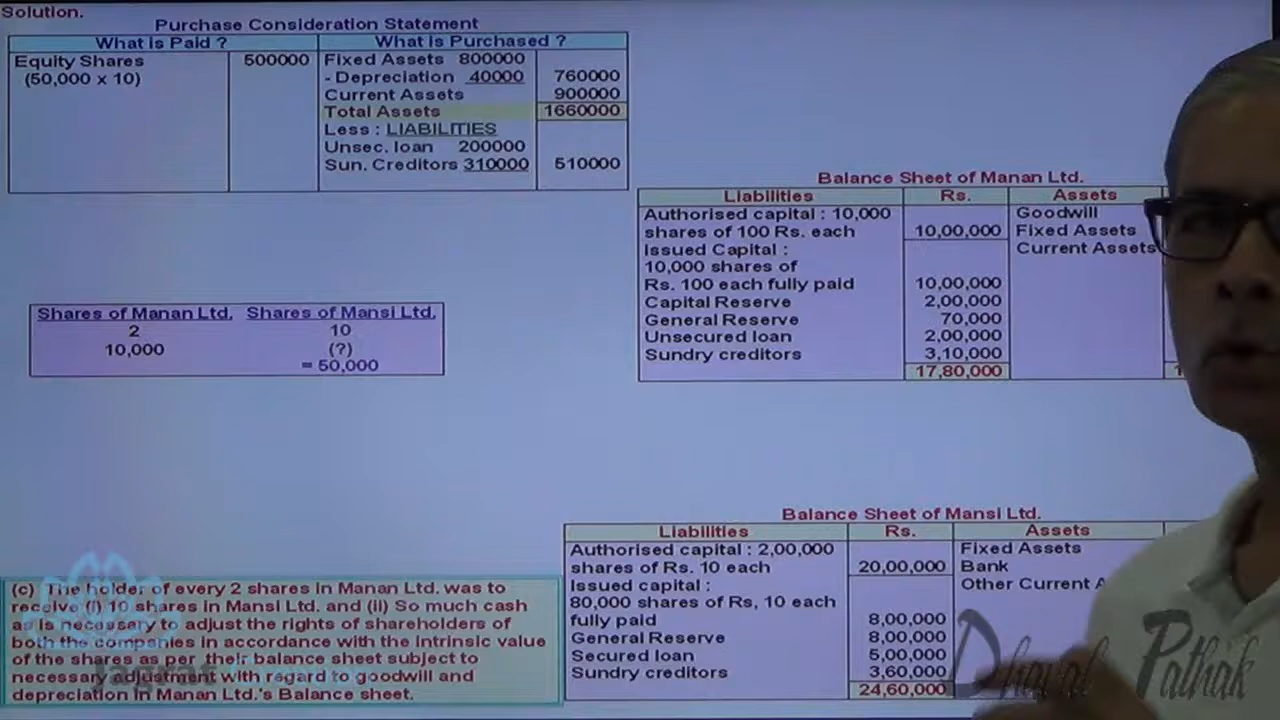 Solution.
Purchase Consideration Statement
What is Paid ? What is Purchased ?
Equity Shares 500000 Fixed Assets 800000
(50,000 x 10) - Depreciation 40000 760000
Current Assets 900000
Total Assets 1660000
Less : LIABILITIES
Unsec. loan 200000
Sun. Creditors 310000 510000
Balance Sheet of Manan Ltd.
Liabilities Rs. Assets
Authorised capital : 10,000 Goodwill
shares of 100 Rs. each 10,00,000 Fixed Assets
Issued Capital : Current Assets
10,000 shares of
Rs. 100 each fully paid 10,00,000
Capital Reserve 2,00,000
General Reserve 70,000
Unsecured loan 2,00,000
Sundry creditors 3,10,000
17,80,000
Shares of Manan Ltd. Shares of Mansi Ltd.
2 10
10,000 (?)
= 50,000
Balance Sheet of Mansi Ltd.
Liabilities Rs. Assets
Authorised capital : 2,00,000 Fixed Assets
shares of Rs. 10 each 20,00,000 Bank
Issued capital : Other Current A
80,000 shares of Rs, 10 each
fully paid 8,00,000
General Reserve 8,00,000
Secured loan 5,00,000
Sundry creditors 3,60,000
24,60,000
(c) The holder of every 2 shares in Manan Ltd. was to
receive (i) 10 shares in Mansi Ltd. and (ii) So much cash
as is necessary to adjust the rights of shareholders of
both the companies in accordance with the intrinsic value
of the shares as per their balance sheet subject to
necessary adjustment with regard to goodwill and
depreciation in Manan Ltd.'s Balance sheet.
Jagrat
Dhaval Pathak